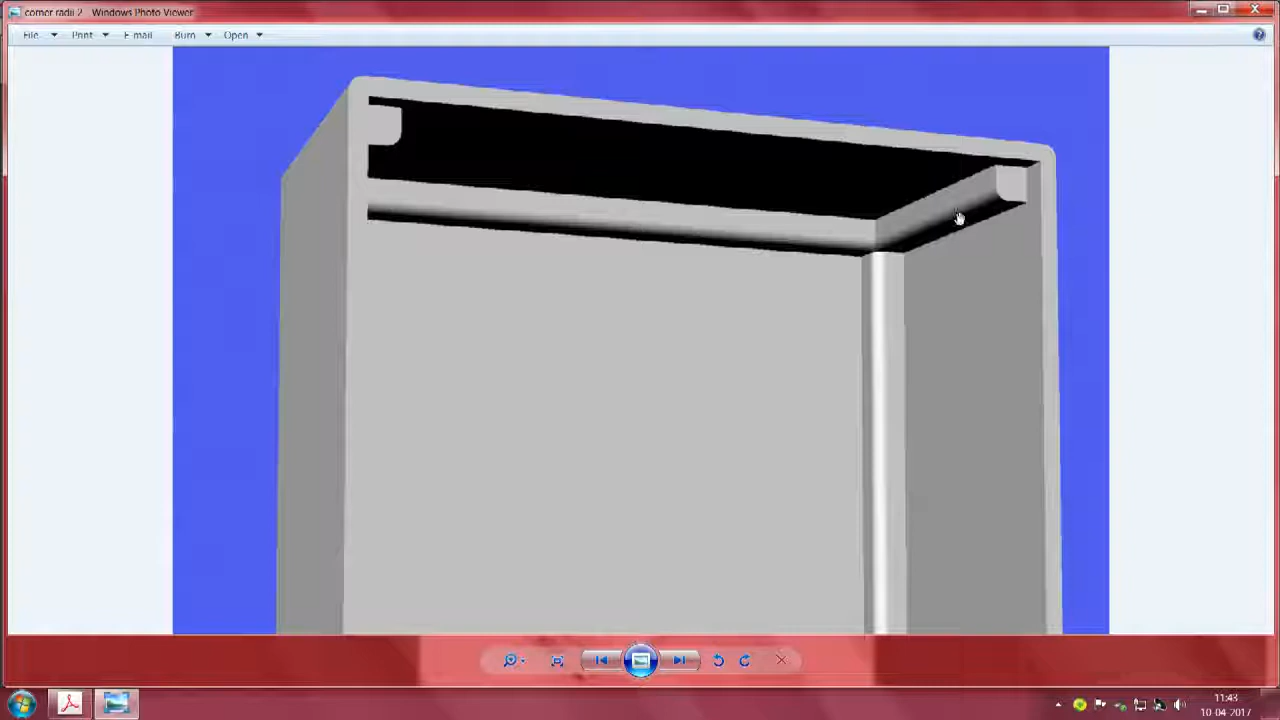 corner radii 2 - Windows Photo Viewer
File Print E-mail Burn Open
11:43
10-04-2017